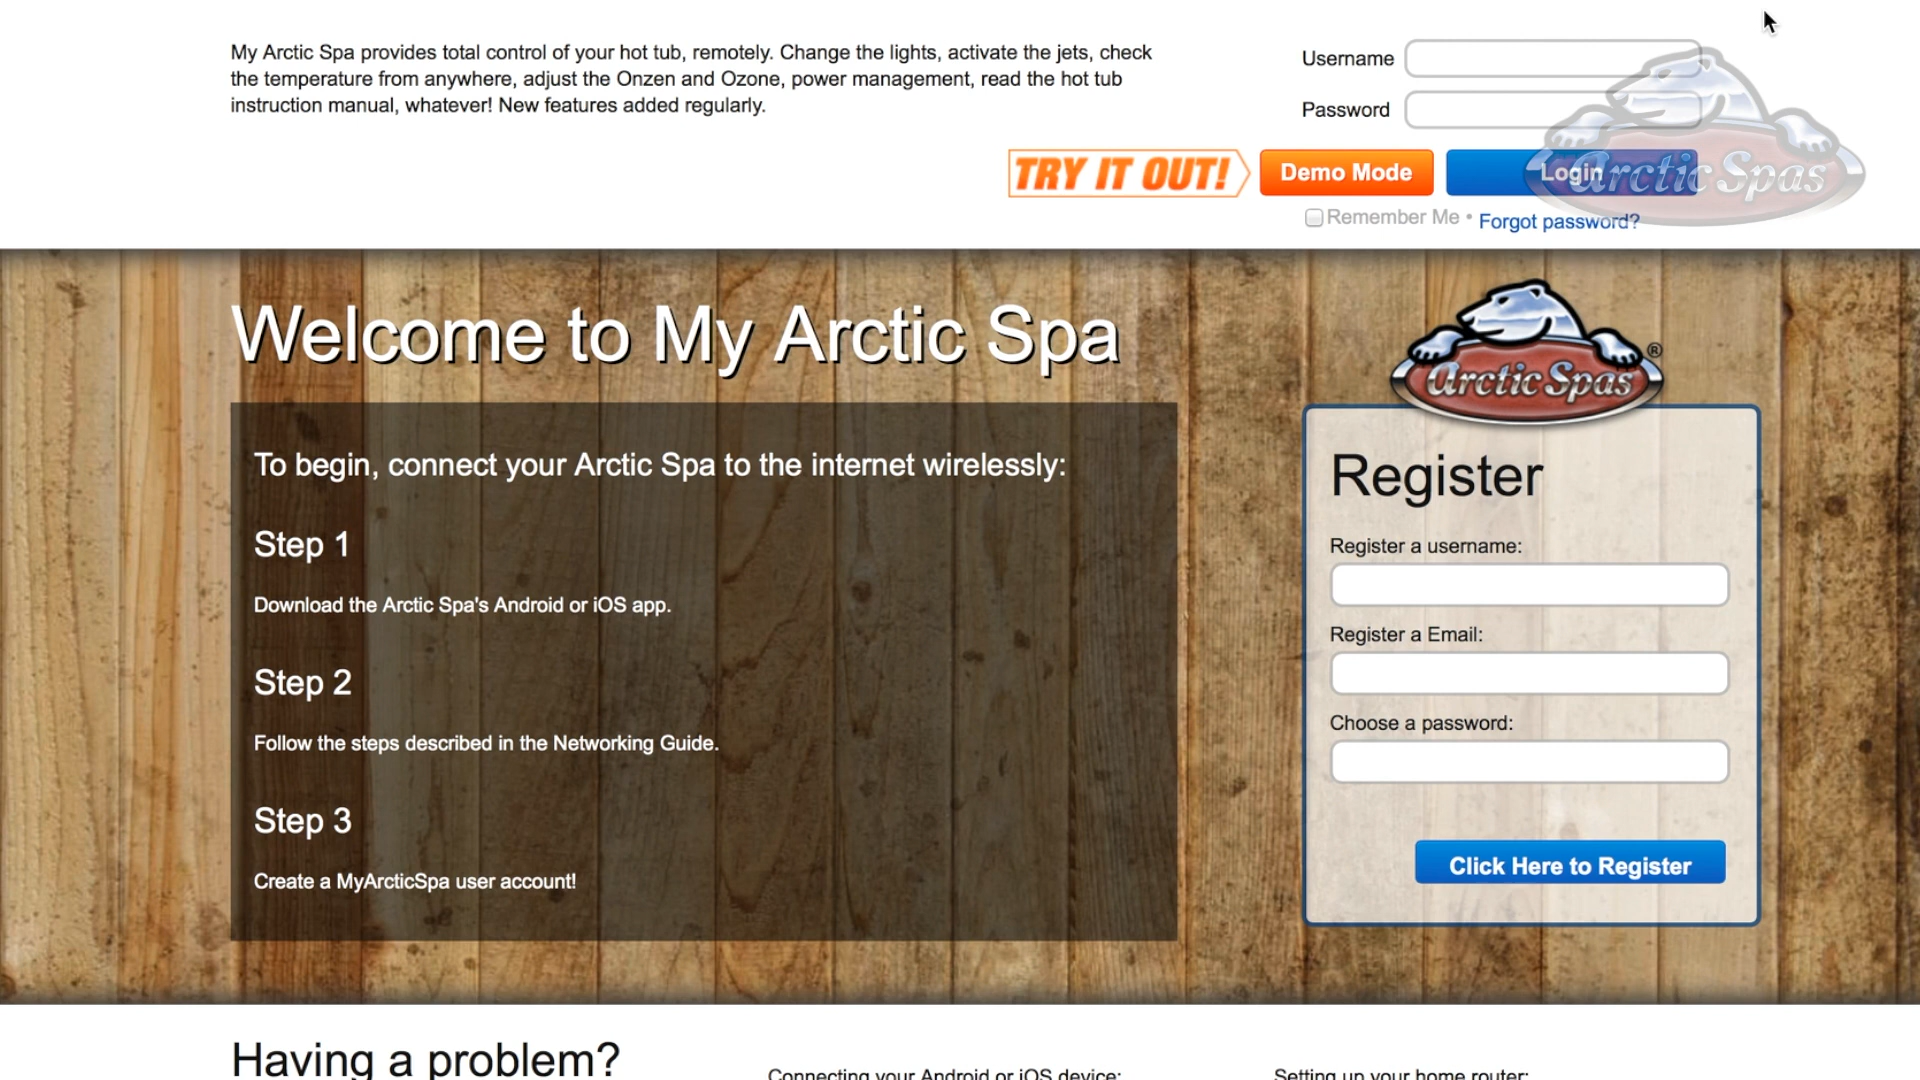 My Arctic Spa provides total control of your hot tub, remotely. Change the lights, activate the jets, check
the temperature from anywhere, adjust the Onzen and Ozone, power management, read the hot tub
instruction manual, whatever! New features added regularly.
Username
Password
TRY IT OUT!
Demo Mode
Login
Arctic Spas
Remember Me • Forgot password?
Welcome to My Arctic Spa
Arctic Spas ®
To begin, connect your Arctic Spa to the internet wirelessly:
Step 1
Download the Arctic Spa's Android or iOS app.
Step 2
Follow the steps described in the Networking Guide.
Step 3
Create a MyArcticSpa user account!
Register
Register a username:
Register a Email:
Choose a password:
Click Here to Register
Having a problem?
Connecting your Android or iOS device:
Setting up your home router: